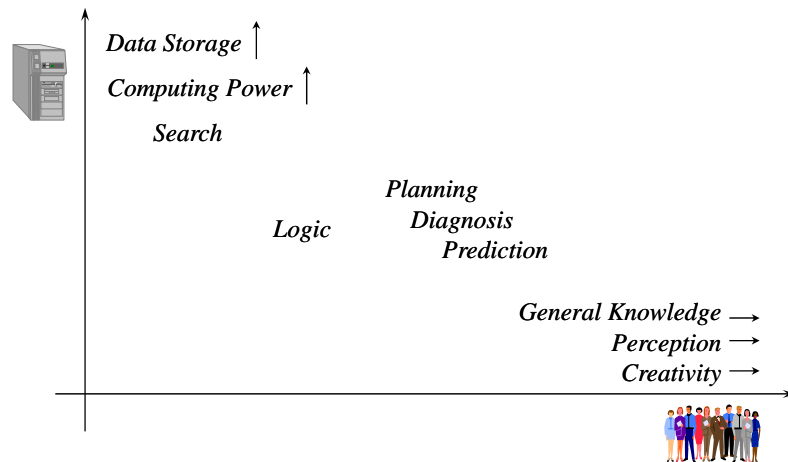 Data Storage
Computing Power
Search
Planning
Diagnosis
Logic
Prediction
General Knowledge
Perception
Creativity